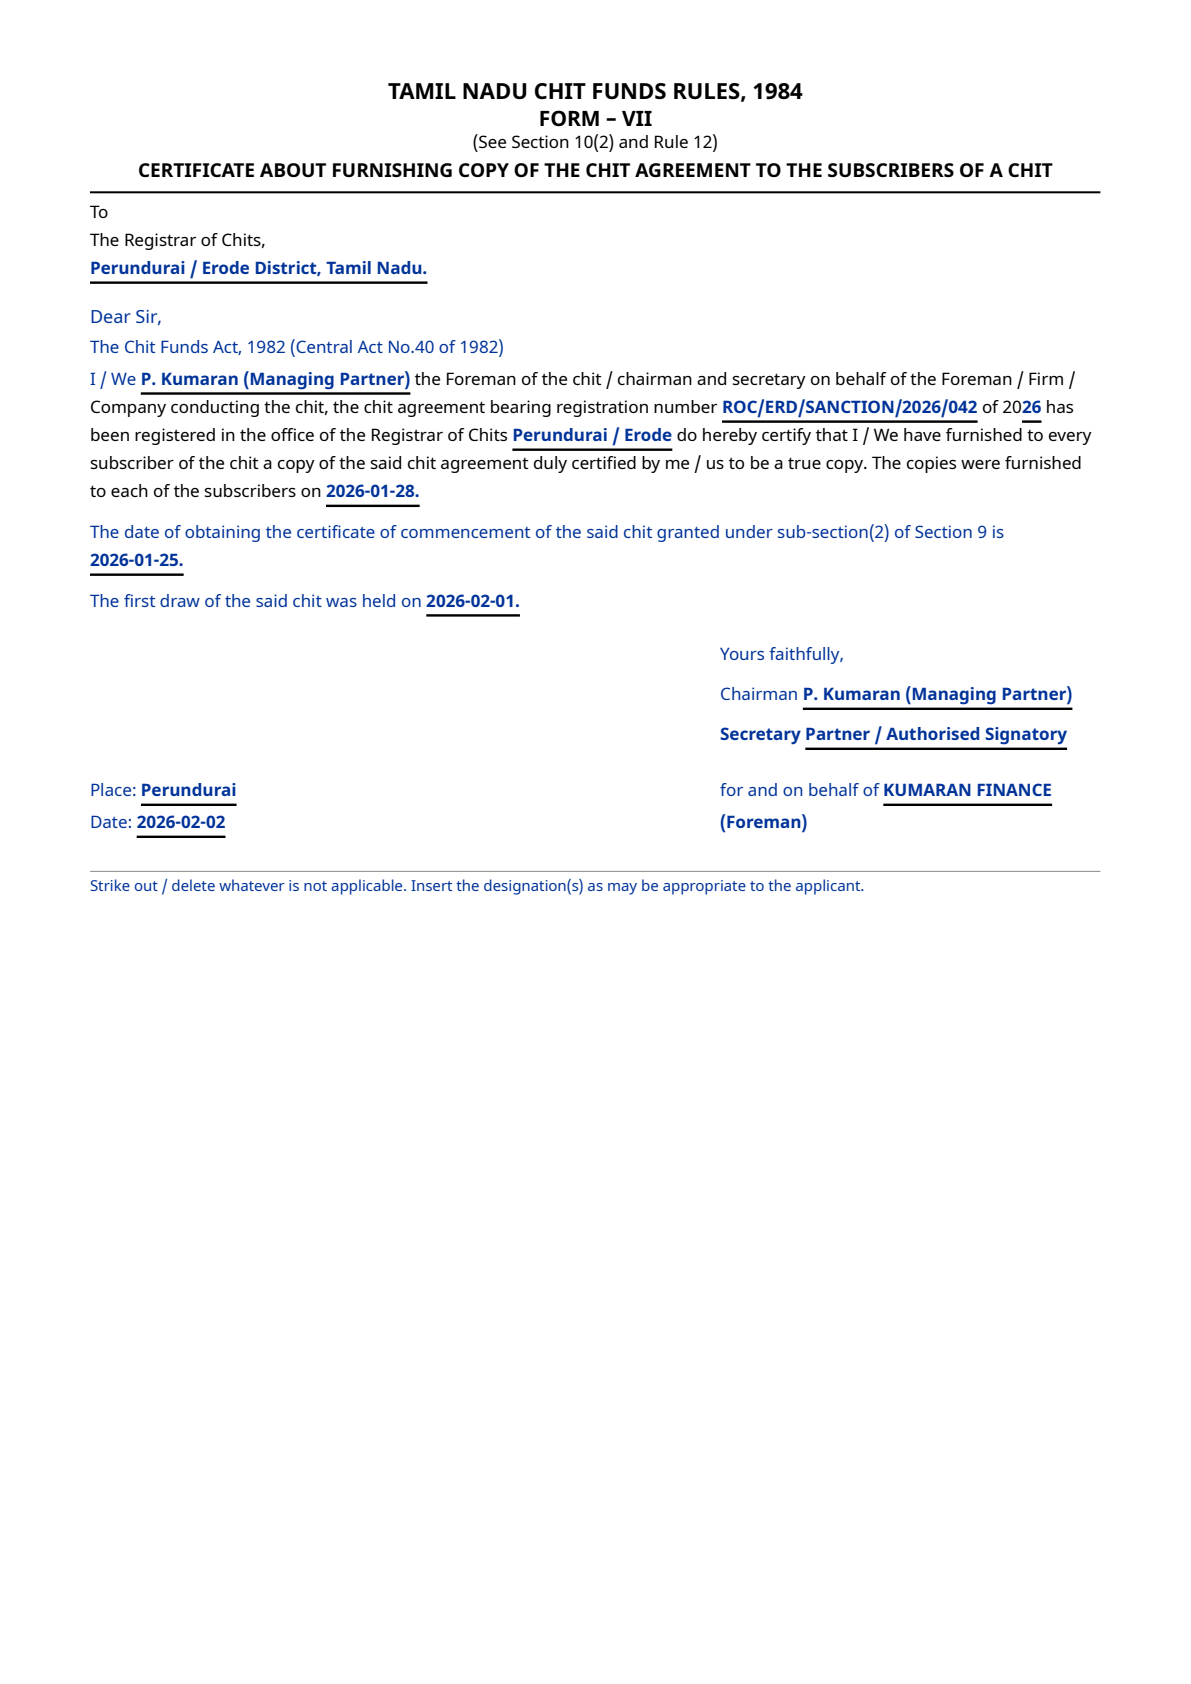 TAMIL NADU CHIT FUNDS RULES, 1984
FORM – VII
(See Section 10(2) and Rule 12)
CERTIFICATE ABOUT FURNISHING COPY OF THE CHIT AGREEMENT TO THE SUBSCRIBERS OF A CHIT
To
The Registrar of Chits,
Perundurai / Erode District, Tamil Nadu.
Dear Sir,
The Chit Funds Act, 1982 (Central Act No.40 of 1982)
I / We P. Kumaran (Managing Partner) the Foreman of the chit / chairman and secretary on behalf of the Foreman / Firm /
Company conducting the chit, the chit agreement bearing registration number ROC/ERD/SANCTION/2026/042 of 2026 has
been registered in the office of the Registrar of Chits Perundurai / Erode do hereby certify that I / We have furnished to every
subscriber of the chit a copy of the said chit agreement duly certified by me / us to be a true copy. The copies were furnished
to each of the subscribers on 2026-01-28.
The date of obtaining the certificate of commencement of the said chit granted under sub-section(2) of Section 9 is
2026-01-25.
The first draw of the said chit was held on 2026-02-01.
Yours faithfully,
Chairman P. Kumaran (Managing Partner)
Secretary Partner / Authorised Signatory
Place: Perundurai
for and on behalf of KUMARAN FINANCE
Date: 2026-02-02
(Foreman)
Strike out / delete whatever is not applicable. Insert the designation(s) as may be appropriate to the applicant.